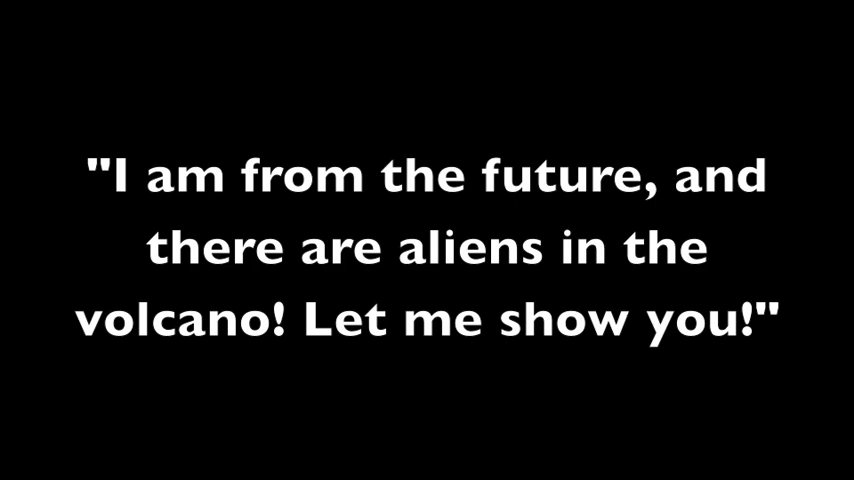 "I am from the future, and
there are aliens in the
volcano! Let me show you!"